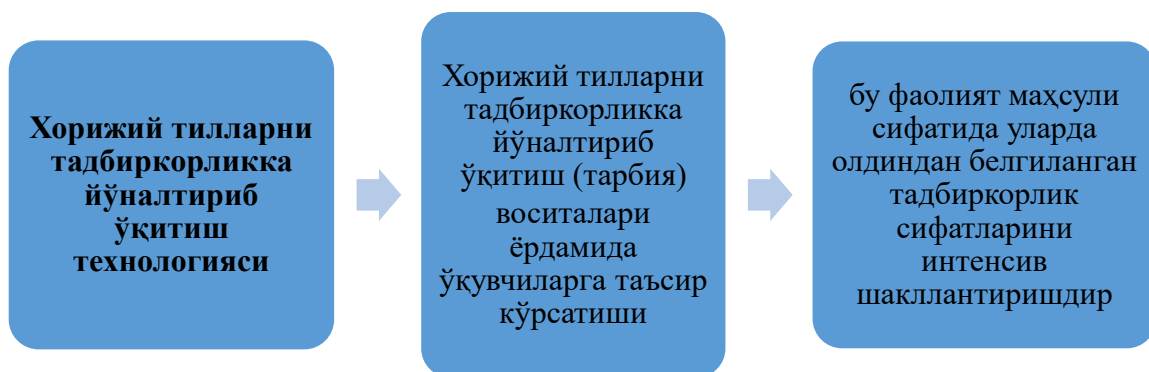 Хорижий тилларни
тадбиркорликка
йўналтириб
ўқитиш
технологияси
Хорижий тилларни
тадбиркорликка
йўналтириб
ўқитиш (тарбия)
воситалари
ёрдамида
ўқувчиларга таъсир
кўрсатиши
бу фаолият маҳсули
сифатида уларда
олдиндан белгиланган
тадбиркорлик
сифатларини
интенсив
шакллантиришдир